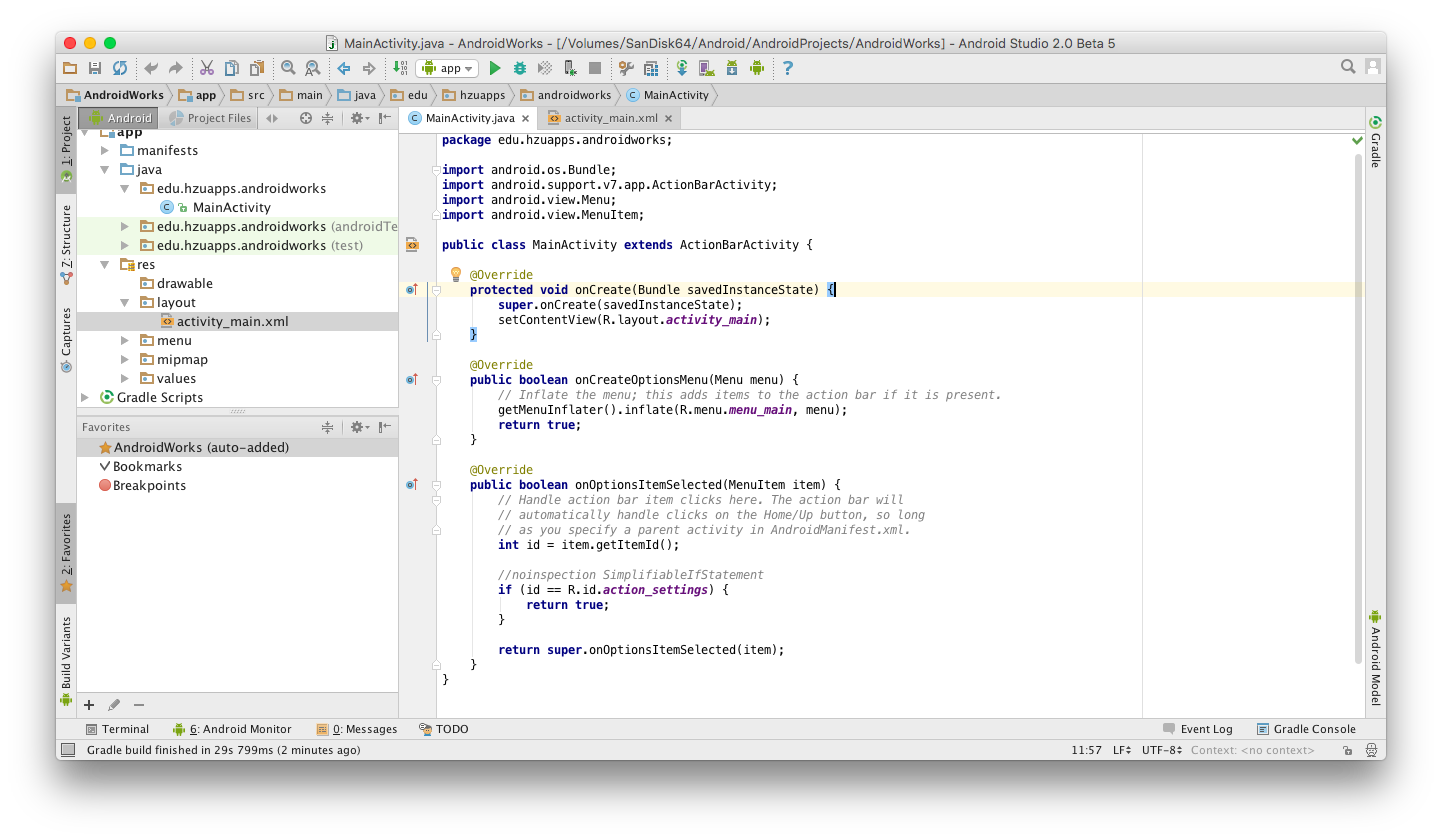 MainActivity.java - AndroidWorks - [/Volumes/SanDisk64/Android/AndroidProjects/AndroidWorks] - Android Studio 2.0 Beta 5
app
AndroidWorks app src main java edu hzuapps androidworks MainActivity
Android Project Files
MainActivity.java activity_main.xml
1: Project
Z: Structure
Captures
2: Favorites
Build Variants
app
manifests
java
edu.hzuapps.androidworks
MainActivity
edu.hzuapps.androidworks (androidTe
edu.hzuapps.androidworks (test)
res
drawable
layout
activity_main.xml
menu
mipmap
values
Gradle Scripts
Favorites
AndroidWorks (auto-added)
Bookmarks
Breakpoints
package edu.hzuapps.androidworks;
import android.os.Bundle;
import android.support.v7.app.ActionBarActivity;
import android.view.Menu;
import android.view.MenuItem;
public class MainActivity extends ActionBarActivity {
@Override
protected void onCreate(Bundle savedInstanceState) {
super.onCreate(savedInstanceState);
setContentView(R.layout.activity_main);
}
@Override
public boolean onCreateOptionsMenu(Menu menu) {
// Inflate the menu; this adds items to the action bar if it is present.
getMenuInflater().inflate(R.menu.menu_main, menu);
return true;
}
@Override
public boolean onOptionsItemSelected(MenuItem item) {
// Handle action bar item clicks here. The action bar will
// automatically handle clicks on the Home/Up button, so long
// as you specify a parent activity in AndroidManifest.xml.
int id = item.getItemId();
//noinspection SimplifiableIfStatement
if (id == R.id.action_settings) {
return true;
}
return super.onOptionsItemSelected(item);
}
}
Gradle
Android Model
Terminal 6: Android Monitor 0: Messages TODO Event Log Gradle Console
Gradle build finished in 29s 799ms (2 minutes ago) 11:57 LF UTF-8 Context: <no context>